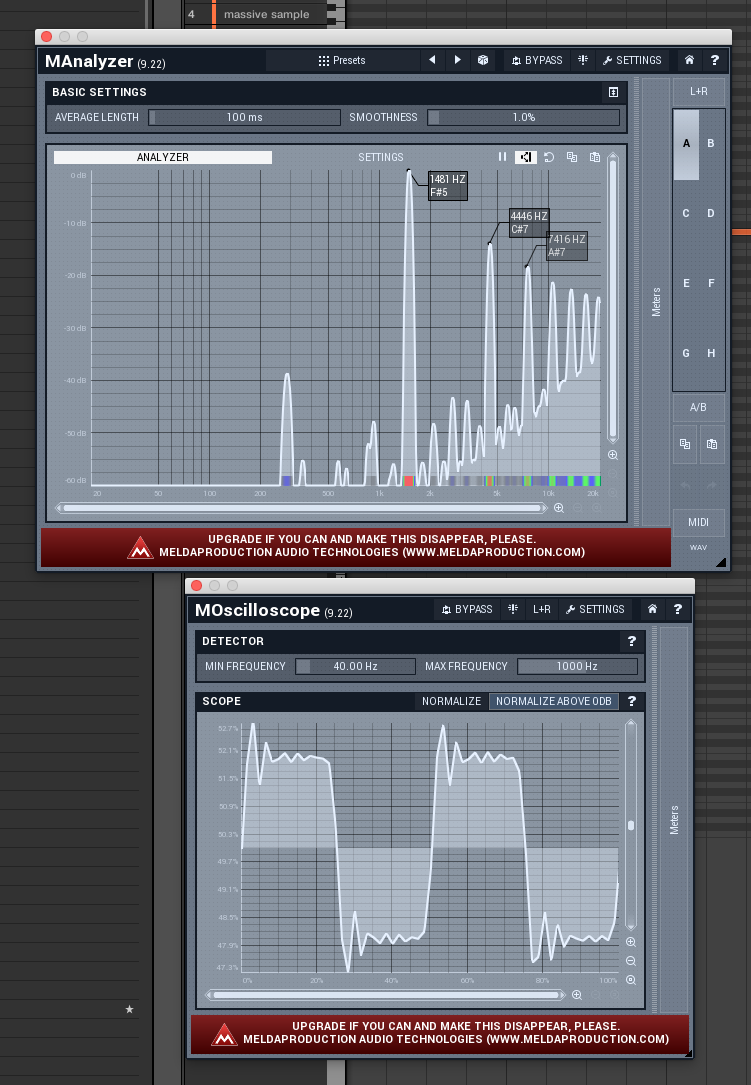 4 massive sample
MAnalyzer (9.22)
Presets
BYPASS
SETTINGS
?
BASIC SETTINGS
AVERAGE LENGTH 100 ms SMOOTHNESS 1.0%
L+R
ANALYZER
SETTINGS
A B
C D
E F
G H
A/B
MIDI
WAV
Meters
1481 HZ
F#5
4446 HZ
C#7
7416 HZ
A#7
0 dB
-10 dB
-20 dB
-30 dB
-40 dB
-50 dB
-60 dB
20 50 100 200 500 1k 2k 5k 10k 20k
UPGRADE IF YOU CAN AND MAKE THIS DISAPPEAR, PLEASE.
MELDAPRODUCTION AUDIO TECHNOLOGIES (WWW.MELDAPRODUCTION.COM)
MOscilloscope (9.22)
BYPASS
L+R
SETTINGS
?
DETECTOR ?
MIN FREQUENCY 40.00 Hz MAX FREQUENCY 1000 Hz
SCOPE NORMALIZE NORMALIZE ABOVE 0DB ?
52.7%
52.1%
51.5%
50.9%
50.3%
49.7%
49.1%
48.5%
47.9%
47.3%
0% 20% 40% 60% 80% 100%
Meters
UPGRADE IF YOU CAN AND MAKE THIS DISAPPEAR, PLEASE.
MELDAPRODUCTION AUDIO TECHNOLOGIES (WWW.MELDAPRODUCTION.COM)